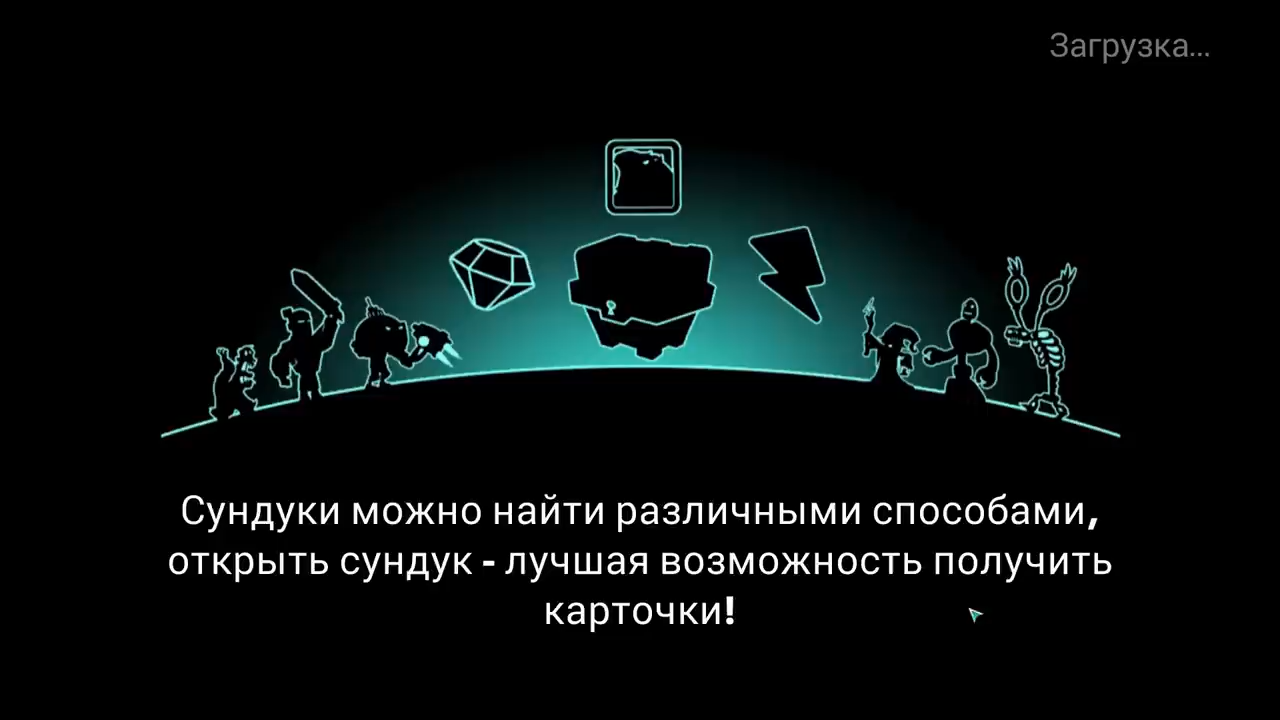 Загрузка...
Сундуки можно найти различными способами,
открыть сундук - лучшая возможность получить
карточки!